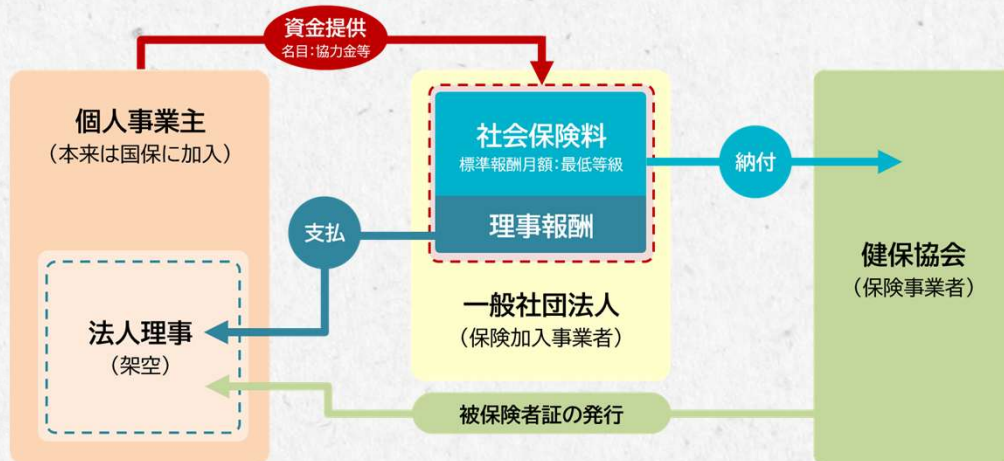 資金提供
名目:協力金等
個人事業主
(本来は国保に加入)
社会保険料
標準報酬月額:最低等級
納付
理事報酬
支払
健保協会
(保険事業者)
一般社団法人
(保険加入事業者)
法人理事
(架空)
被保険者証の発行